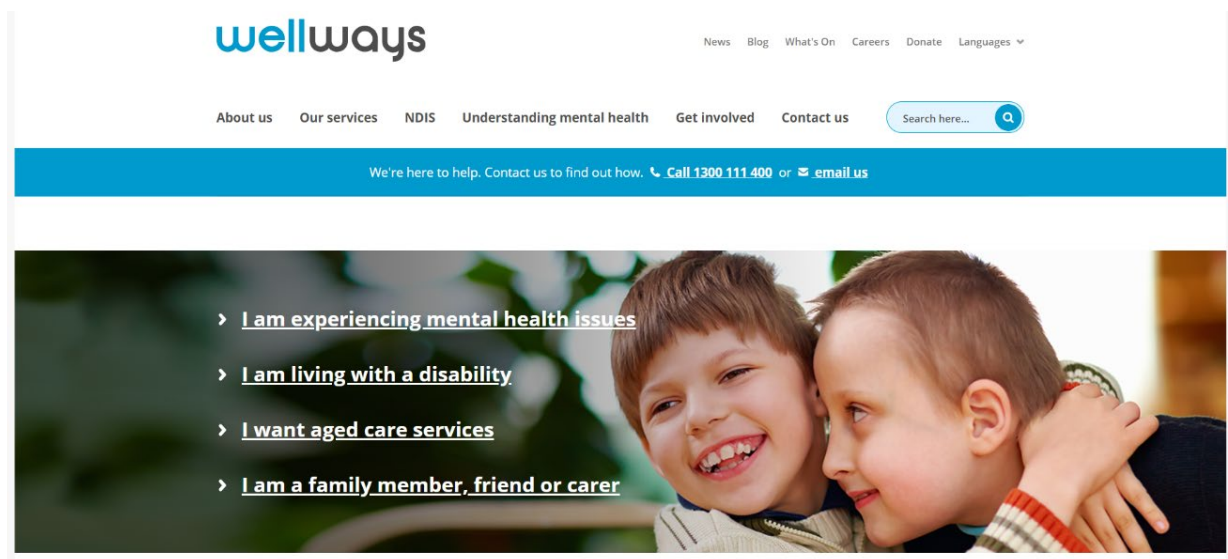 wellways
News Blog What's On Careers Donate Languages
About us Our services NDIS Understanding mental health Get involved Contact us Search here...
We're here to help. Contact us to find out how. Call 1300 111 400 or email us
I am experiencing mental health issues
I am living with a disability
I want aged care services
I am a family member, friend or carer